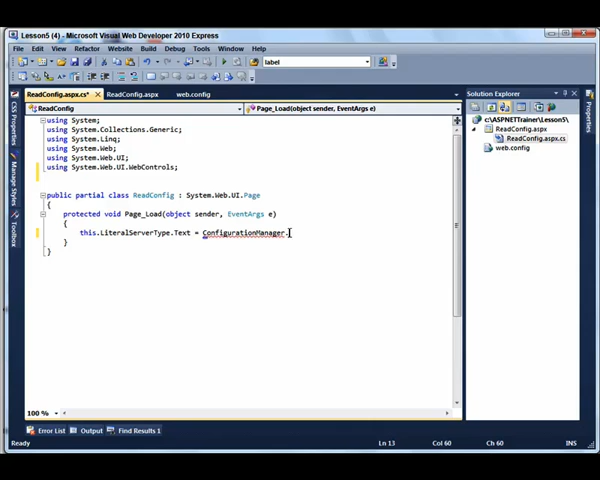 Lesson5 (4) - Microsoft Visual Web Developer 2010 Express
File Edit View Refactor Website Build Debug Tools Window Help
label
ReadConfig.aspx.cs* ReadConfig.aspx web.config
ReadConfig Page_Load(object sender, EventArgs e)
using System;
using System.Collections.Generic;
using System.Linq;
using System.Web;
using System.Web.UI;
using System.Web.UI.WebControls;
public partial class ReadConfig : System.Web.UI.Page
{
protected void Page_Load(object sender, EventArgs e)
{
this.LiteralServerType.Text = ConfigurationManager.
}
}
CSS Properties
Manage Styles
Toolbox
Solution Explorer
c:\ASPNETTrainer\Lesson5\
ReadConfig.aspx
ReadConfig.aspx.cs
web.config
100 %
Error List Output Find Results 1
Ready Ln 13 Col 60 Ch 60 INS